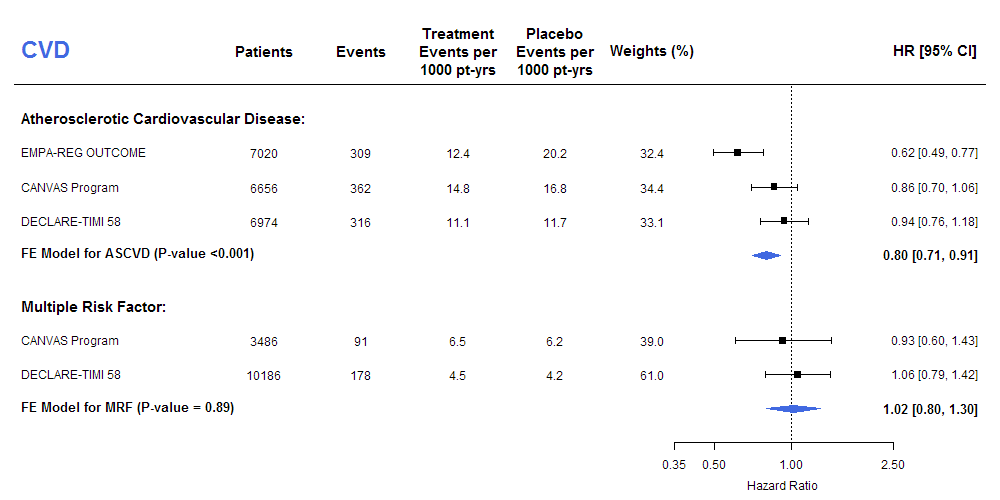 CVD Patients Events Treatment Events per 1000 pt-yrs Placebo Events per 1000 pt-yrs Weights (%) HR [95% CI]
Atherosclerotic Cardiovascular Disease:
EMPA-REG OUTCOME 7020 309 12.4 20.2 32.4 0.62 [0.49, 0.77]
CANVAS Program 6656 362 14.8 16.8 34.4 0.86 [0.70, 1.06]
DECLARE-TIMI 58 6974 316 11.1 11.7 33.1 0.94 [0.76, 1.18]
FE Model for ASCVD (P-value <0.001) 0.80 [0.71, 0.91]
Multiple Risk Factor:
CANVAS Program 3486 91 6.5 6.2 39.0 0.93 [0.60, 1.43]
DECLARE-TIMI 58 10186 178 4.5 4.2 61.0 1.06 [0.79, 1.42]
FE Model for MRF (P-value = 0.89) 1.02 [0.80, 1.30]
0.35 0.50 1.00 2.50
Hazard Ratio